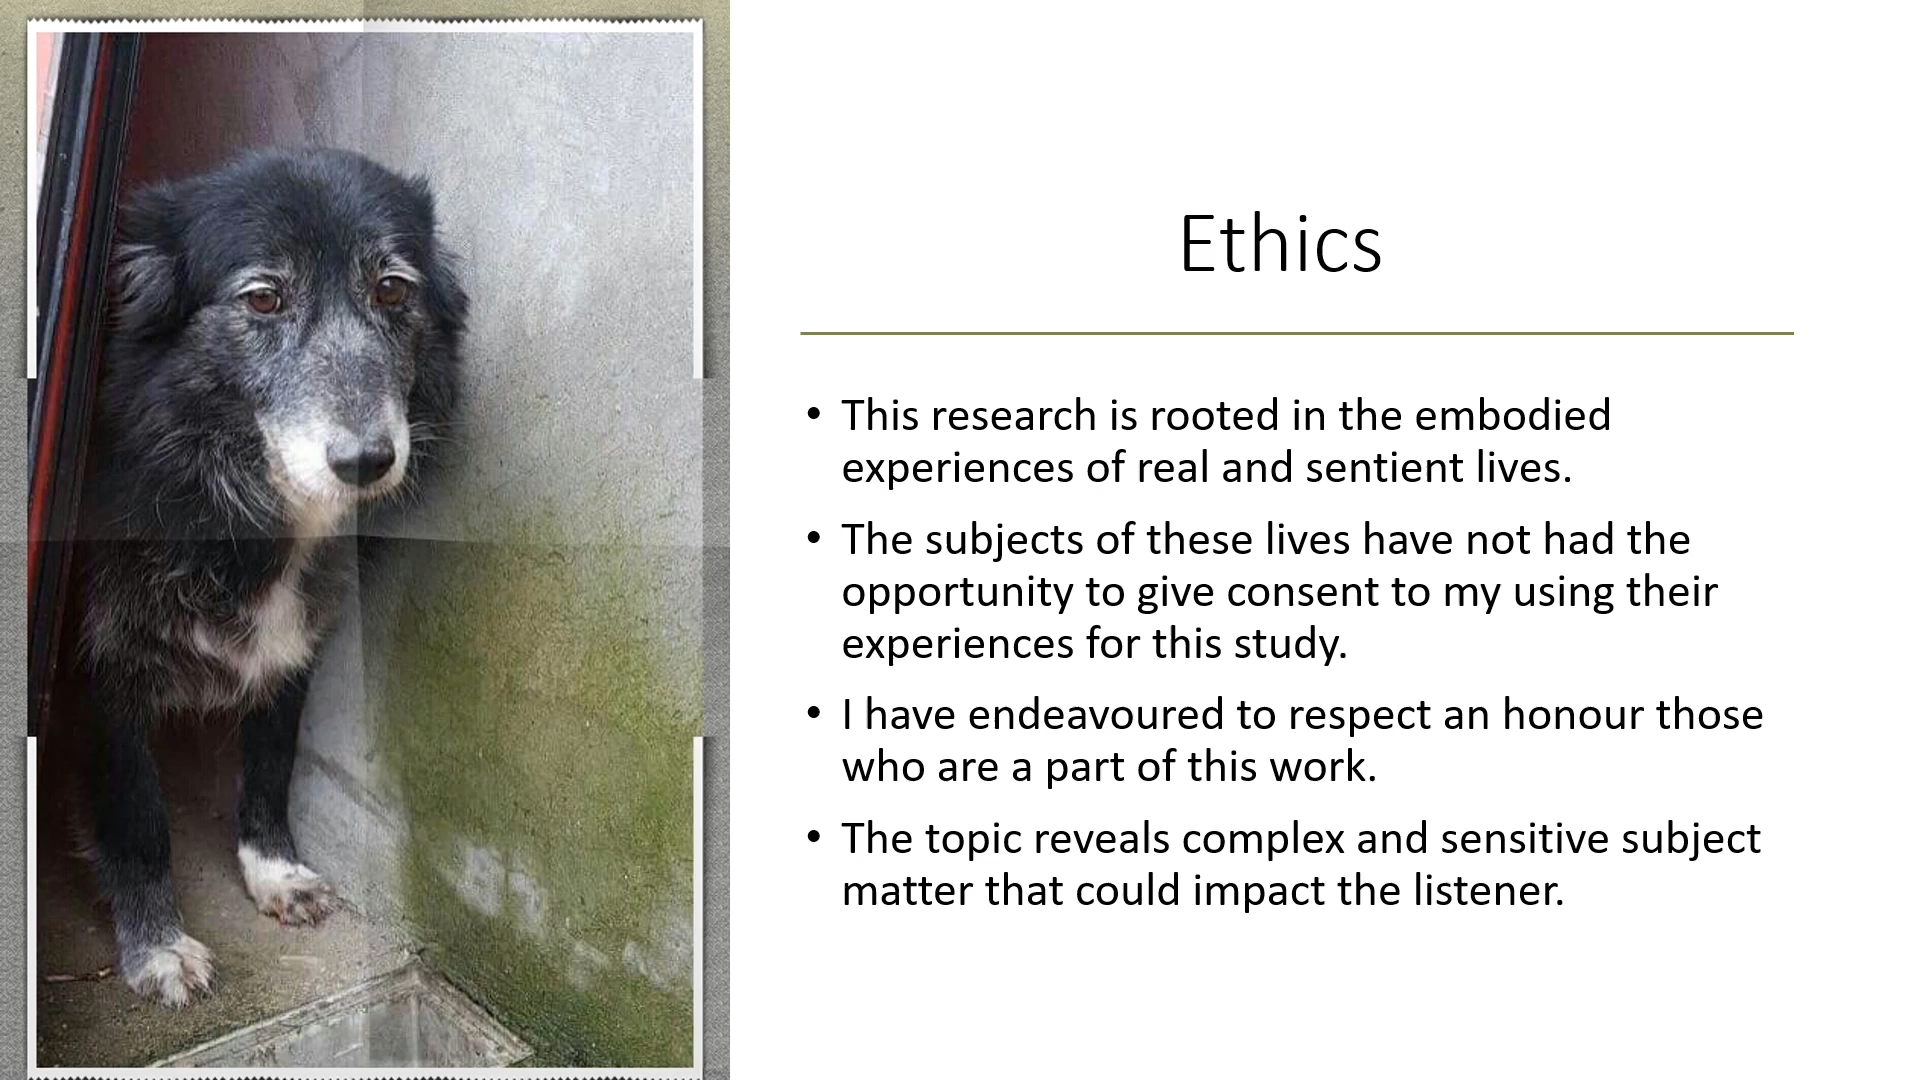 Ethics
• This research is rooted in the embodied
experiences of real and sentient lives.
• The subjects of these lives have not had the
opportunity to give consent to my using their
experiences for this study.
• I have endeavoured to respect an honour those
who are a part of this work.
• The topic reveals complex and sensitive subject
matter that could impact the listener.